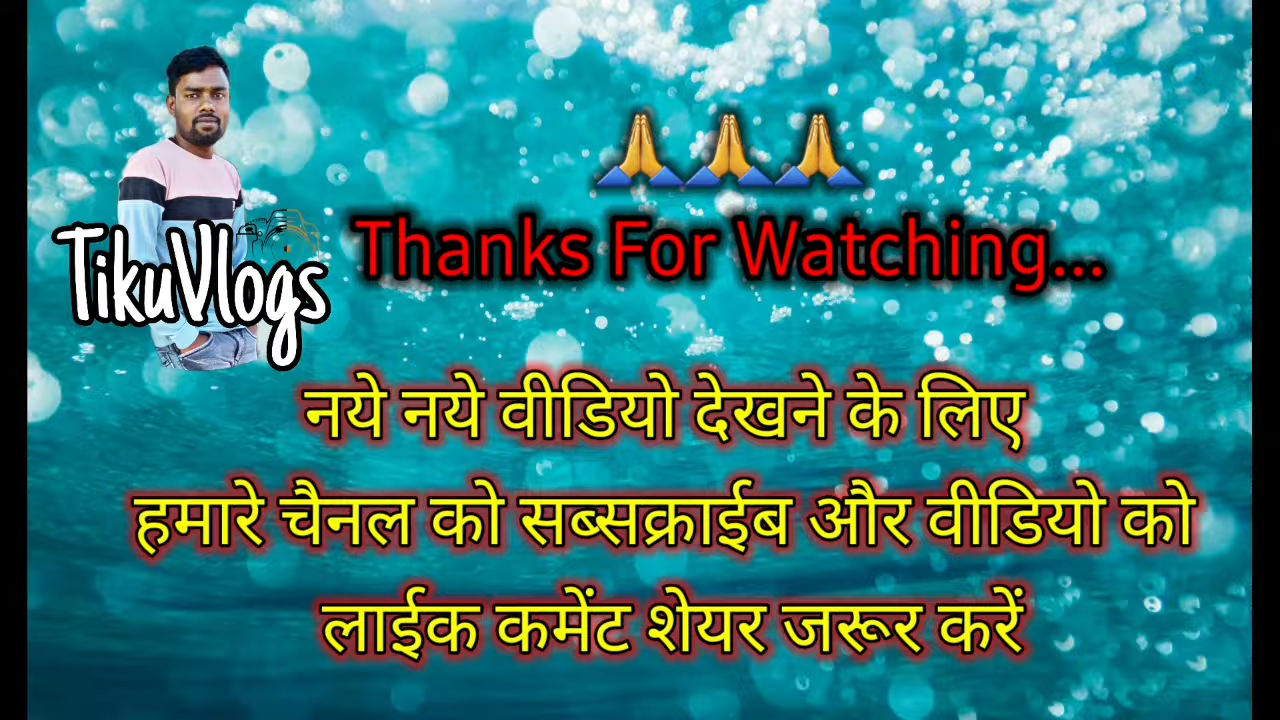 🙏🙏🙏
TikuVlogs
Thanks For Watching...
नये नये वीडियो देखने के लिए
हमारे चैनल को सब्सक्राईब और वीडियो को
लाईक कमेंट शेयर जरूर करें